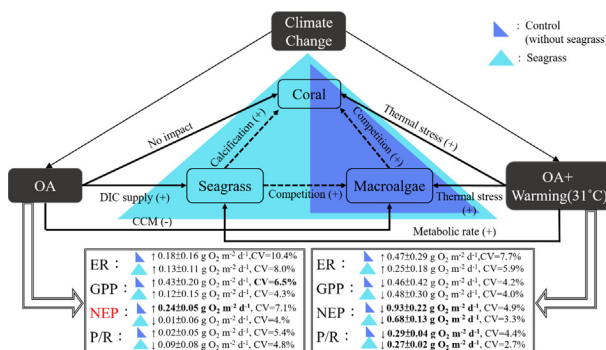 Climate
Change
: Control
(without seagrass)
: Seagrass
Coral
No impact
Calcification (+)
Competition (+)
Thermal stress (+)
OA
Seagrass
Macroalgae
OA+
Warming(31°C)
DIC supply (+)
Competition (+)
Thermal stress (+)
CCM (-)
Metabolic rate (+)
ER :
↑ 0.18±0.16 g O₂ m⁻² d⁻¹,CV=10.4%
↑ 0.13±0.11 g O₂ m⁻² d⁻¹, CV=8.0%
GPP :
↑ 0.43±0.20 g O₂ m⁻² d⁻¹, CV=6.5%
↑ 0.12±0.15 g O₂ m⁻² d⁻¹, CV=4.3%
NEP :
↑ 0.24±0.05 g O₂ m⁻² d⁻¹, CV=7.1%
↓ 0.01±0.06 g O₂ m⁻² d⁻¹, CV=4.%
P/R :
↑ 0.02±0.05 g O₂ m⁻² d⁻¹, CV=5.4%
↓ 0.09±0.08 g O₂ m⁻² d⁻¹, CV=4.8%
ER :
↑ 0.47±0.29 g O₂ m⁻² d⁻¹,CV=7.7%
↑ 0.25±0.18 g O₂ m⁻² d⁻¹, CV=5.9%
GPP :
↓ 0.46±0.42 g O₂ m⁻² d⁻¹, CV=4.2%
↓ 0.48±0.30 g O₂ m⁻² d⁻¹, CV=4.0%
NEP :
↓ 0.93±0.22 g O₂ m⁻² d⁻¹, CV=4.9%
↓ 0.68±0.13 g O₂ m⁻² d⁻¹, CV=3.3%
P/R :
↓ 0.29±0.04 g O₂ m⁻² d⁻¹, CV=4.4%
↓ 0.27±0.02 g O₂ m⁻² d⁻¹, CV=2.7%